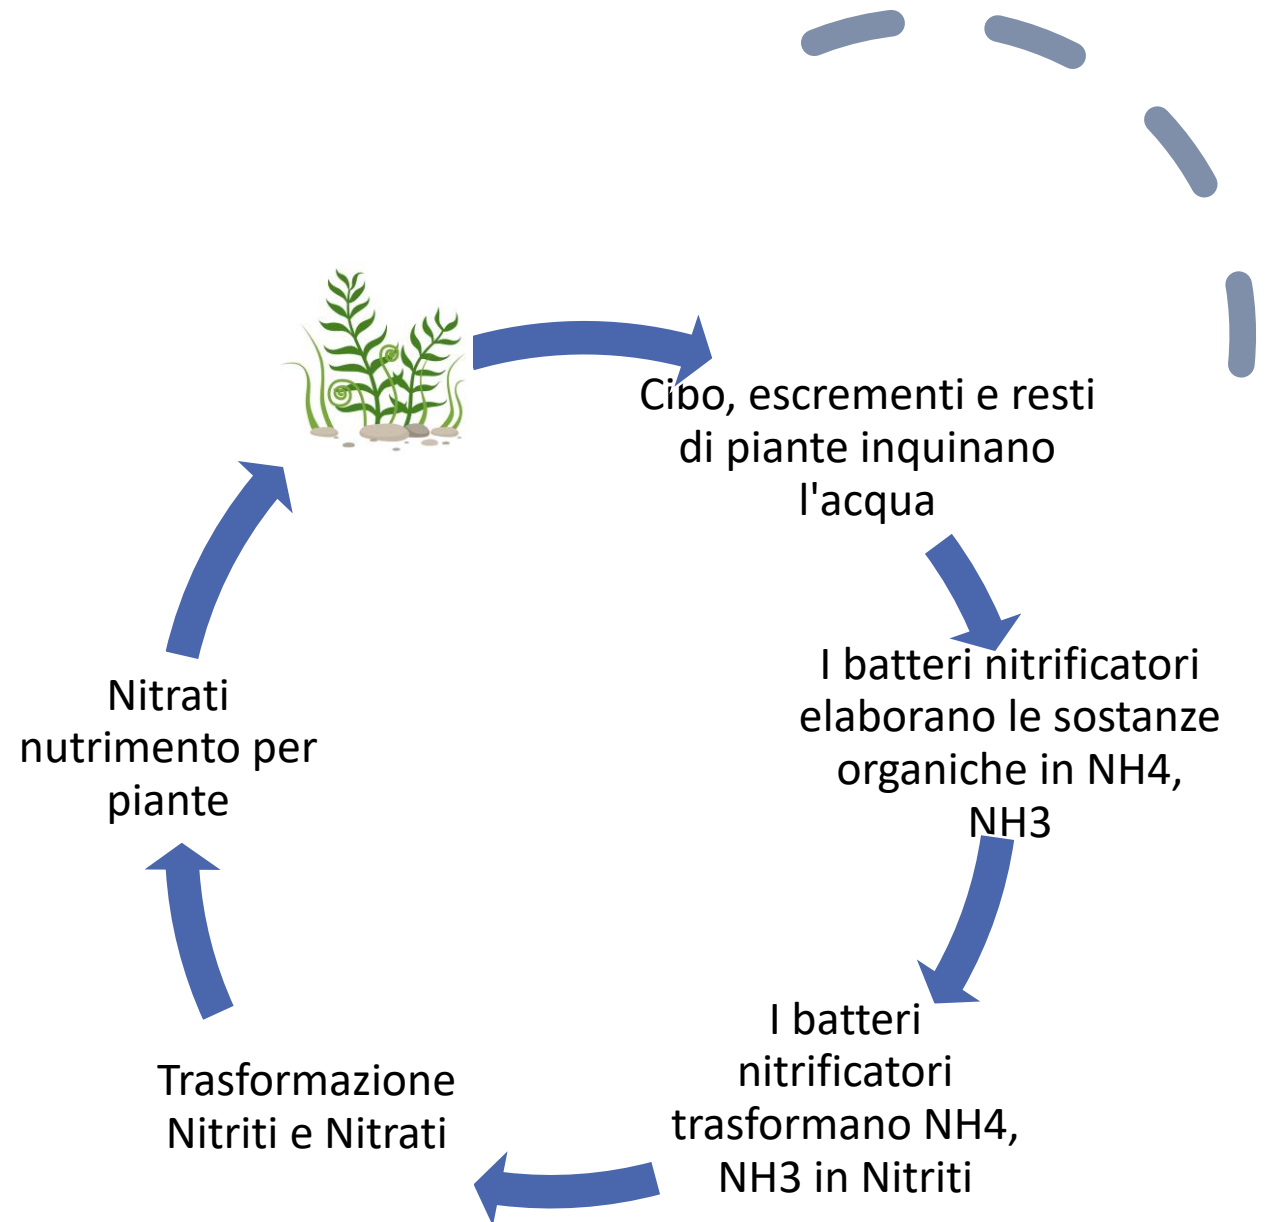 Cibo, escrementi e resti
di piante inquinano
l'acqua
I batteri nitrificatori
elaborano le sostanze
organiche in NH4,
NH3
I batteri
nitrificatori
trasformano NH4,
NH3 in Nitriti
Trasformazione
Nitriti e Nitrati
Nitrati
nutrimento per
piante